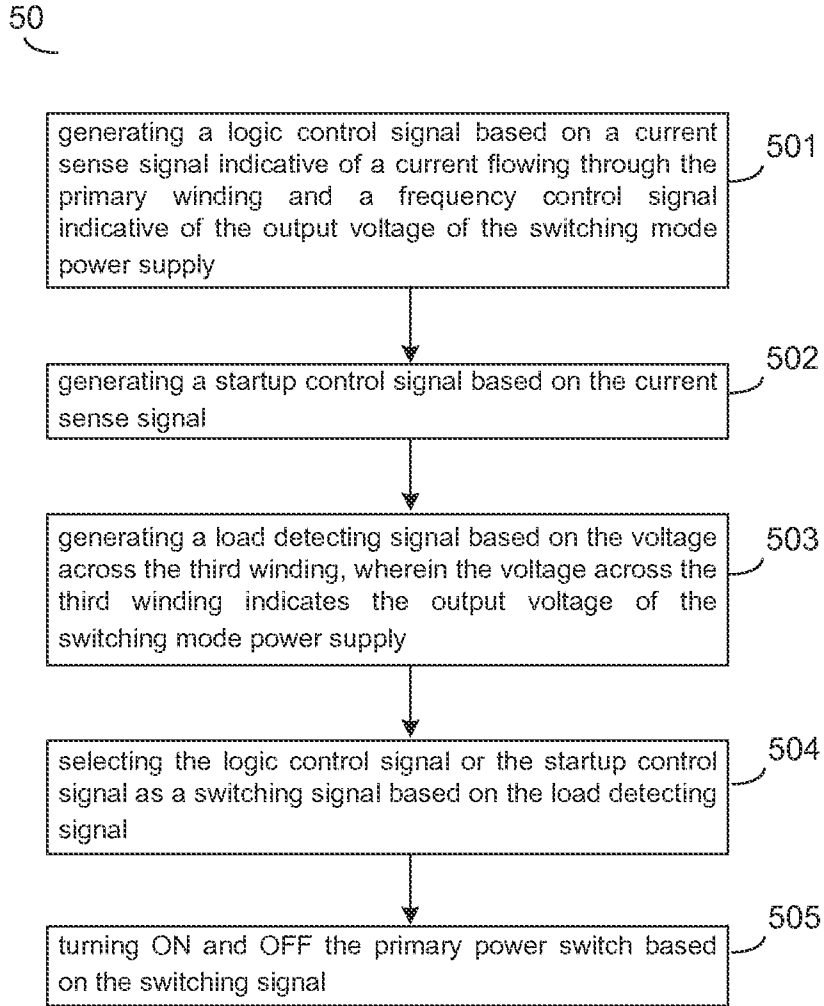 50
generating a logic control signal based on a current
sense signal indicative of a current flowing through the
primary winding and a frequency control signal
indicative of the output voltage of the switching mode
power supply
501
generating a startup control signal based on the current
sense signal
502
generating a load detecting signal based on the voltage
across the third winding, wherein the voltage across the
third winding indicates the output voltage of the
switching mode power supply
503
selecting the logic control signal or the startup control
signal as a switching signal based on the load detecting
signal
504
turning ON and OFF the primary power switch based
on the switching signal
505